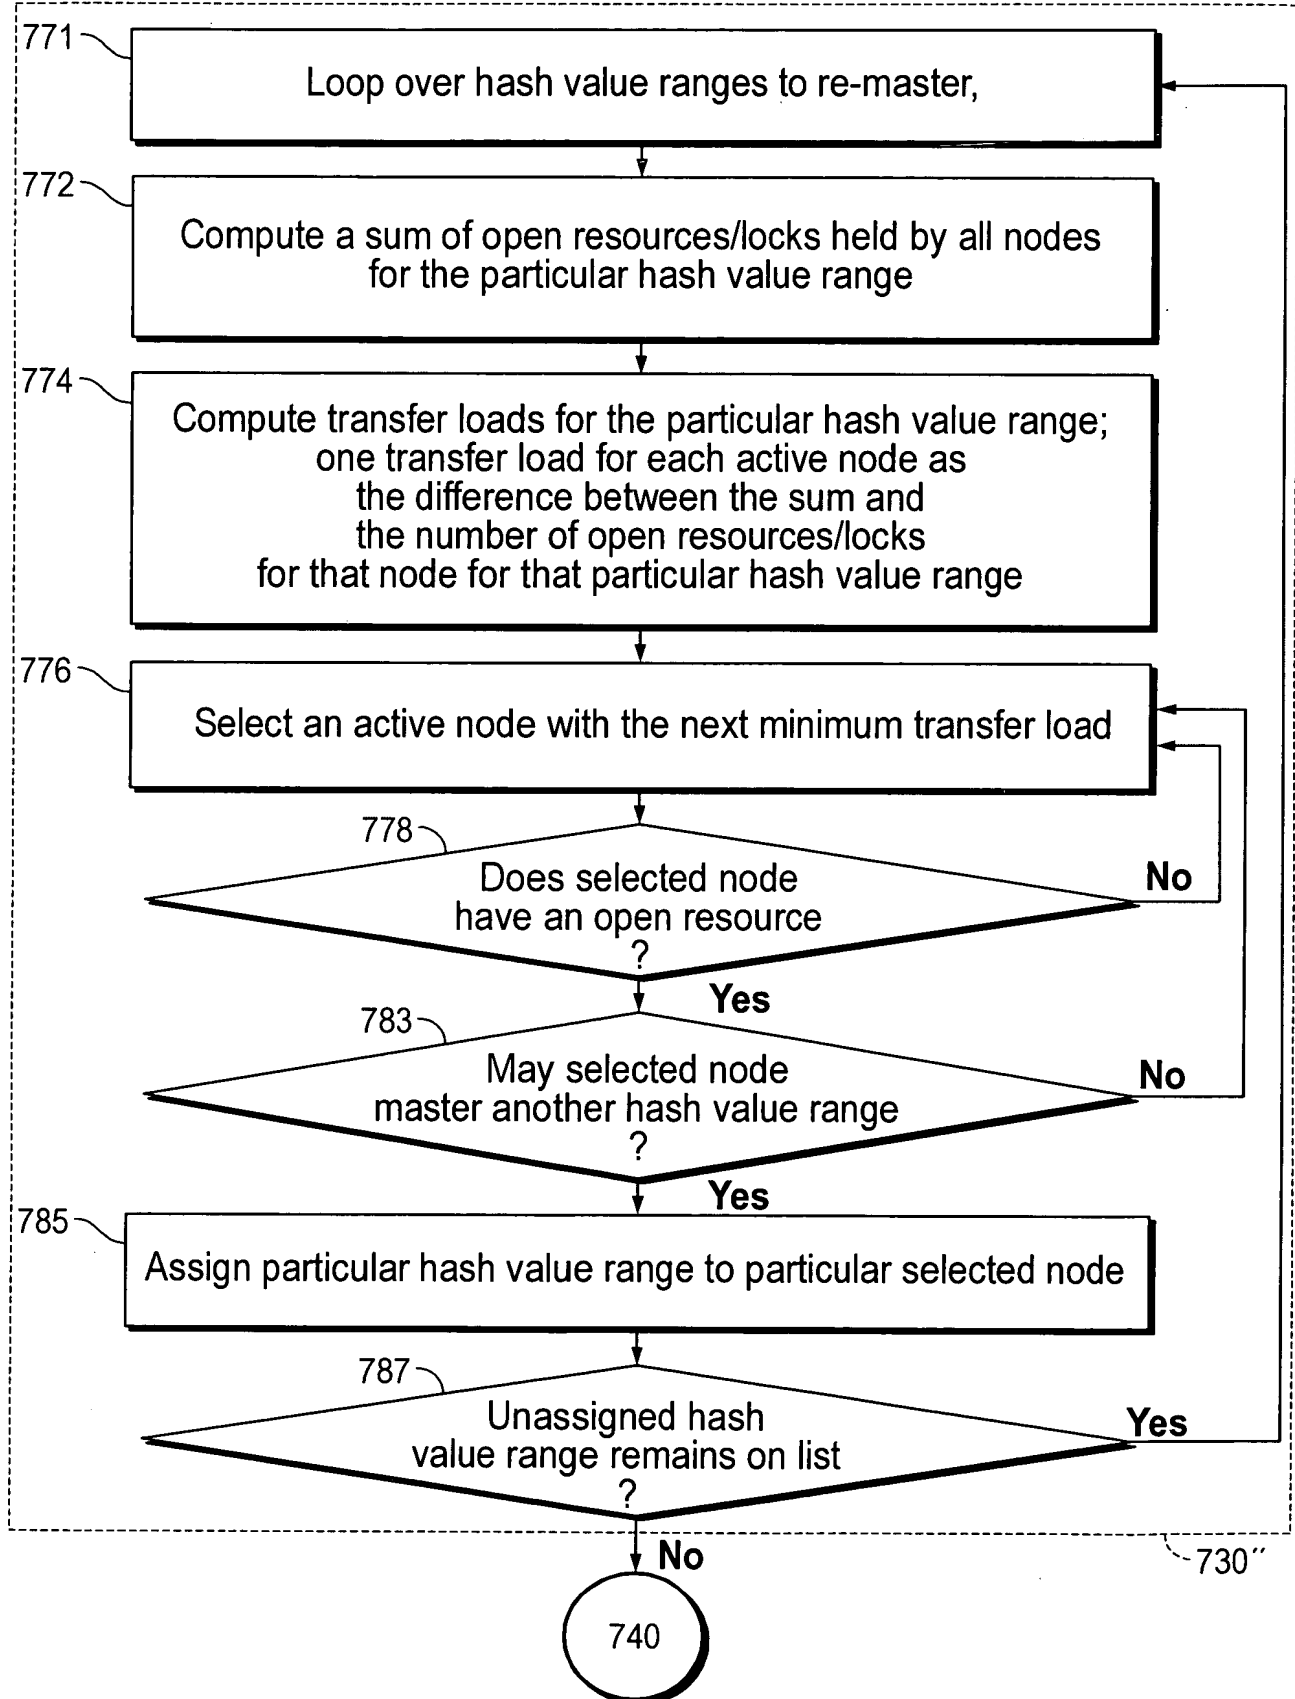 771
Loop over hash value ranges to re-master,
772
Compute a sum of open resources/locks held by all nodes
for the particular hash value range
774
Compute transfer loads for the particular hash value range;
one transfer load for each active node as
the difference between the sum and
the number of open resources/locks
for that node for that particular hash value range
776
Select an active node with the next minimum transfer load
778
Does selected node
have an open resource
?
No
Yes
783
May selected node
master another hash value range
?
No
Yes
785
Assign particular hash value range to particular selected node
787
Unassigned hash
value range remains on list
?
Yes
No
730″
740